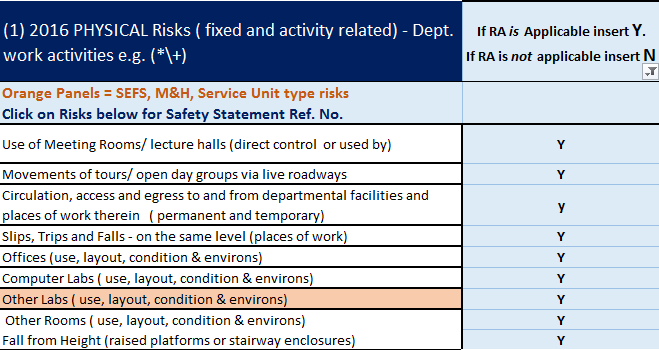 (1) 2016 PHYSICAL Risks ( fixed and activity related) - Dept.
work activities e.g. (*\+)
If RA is Applicable insert Y.
If RA is not applicable insert N
Orange Panels = SEFS, M&H, Service Unit type risks
Click on Risks below for Safety Statement Ref. No.
Use of Meeting Rooms/ lecture halls (direct control or used by)
Y
Movements of tours/ open day groups via live roadways
Y
Circulation, access and egress to and from departmental facilities and
places of work therein ( permanent and temporary)
y
Slips, Trips and Falls - on the same level (places of work)
Y
Offices (use, layout, condition & environs)
Y
Computer Labs ( use, layout, condition & environs)
Y
Other Labs ( use, layout, condition & environs)
Y
Other Rooms ( use, layout, condition & environs)
Y
Fall from Height (raised platforms or stairway enclosures)
Y